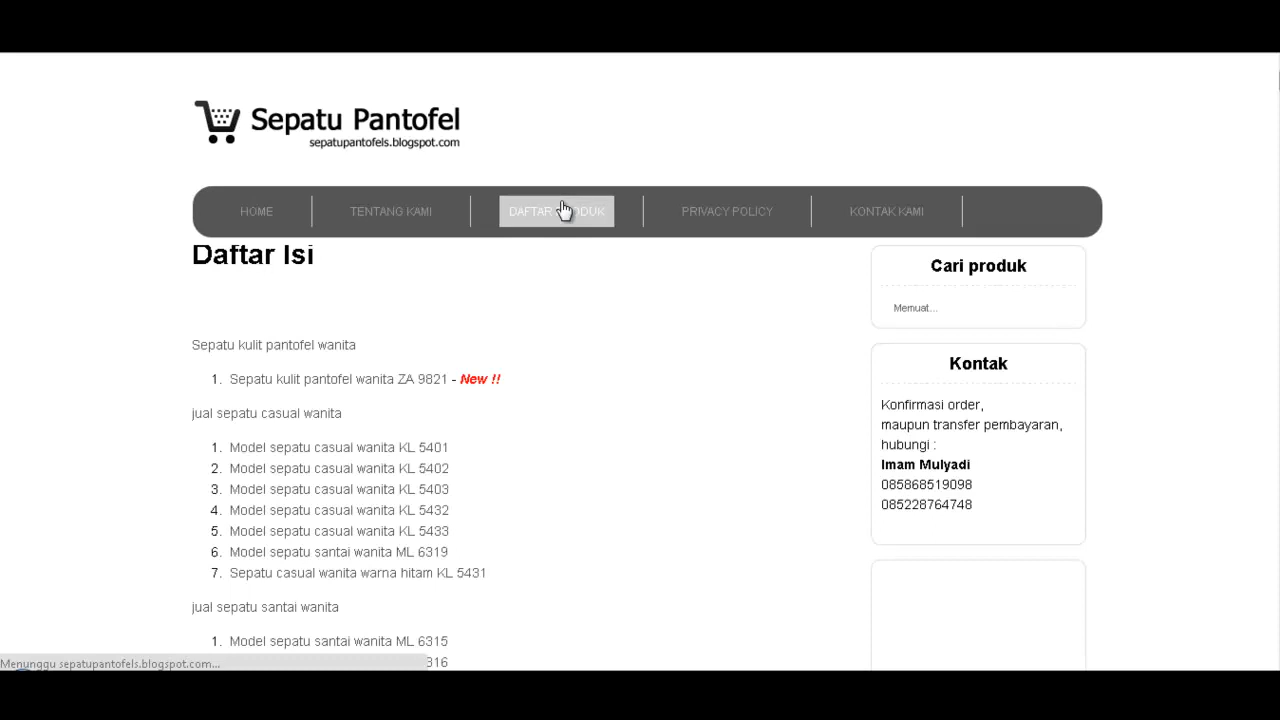 Sepatu Pantofel
sepatupantofels.blogspot.com
HOME
TENTANG KAMI
DAFTAR
PRIVACY POLICY
KONTAK KAMI
Daftar Isi
Sepatu kulit pantofel wanita
1. Sepatu kulit pantofel wanita ZA 9821 - New !!
jual sepatu casual wanita
1. Model sepatu casual wanita KL 5401
2. Model sepatu casual wanita KL 5402
3. Model sepatu casual wanita KL 5403
4. Model sepatu casual wanita KL 5432
5. Model sepatu casual wanita KL 5433
6. Model sepatu santai wanita ML 6319
7. Sepatu casual wanita warna hitam KL 5431
jual sepatu santai wanita
1. Model sepatu santai wanita ML 6315
316
Cari produk
Memuat...
Kontak
Konfirmasi order,
maupun transfer pembayaran,
hubungi :
Imam Mulyadi
085868519098
085228764748
Menunggu sepatupantofels.blogspot.com...